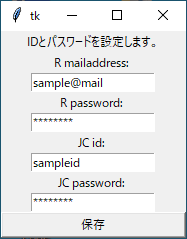 tk
IDとパスワードを設定します。
R mailaddress:
sample@mail
R password:
********
JC id:
sampleid
JC password:
********
保存